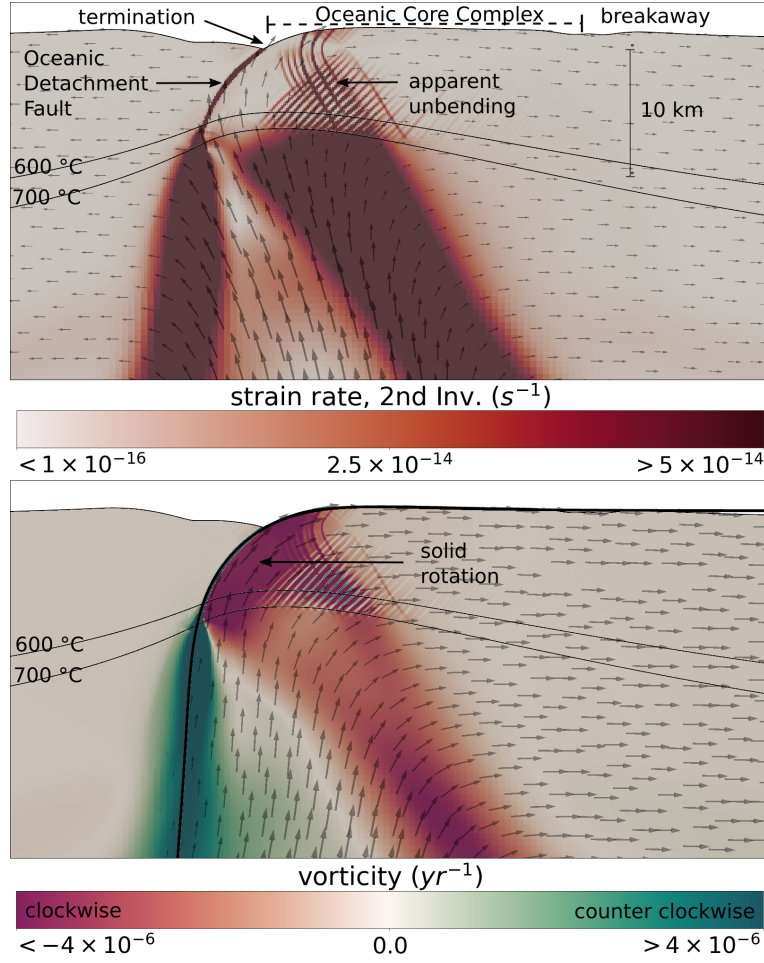 termination
Oceanic Core Complex
breakaway
Oceanic
Detachment
Fault
apparent
unbending
10 km
600 °C
700 °C
strain rate, 2nd Inv. (s⁻¹)
< 1 × 10⁻¹⁶
2.5 × 10⁻¹⁴
> 5 × 10⁻¹⁴
solid
rotation
600 °C
700 °C
vorticity (yr⁻¹)
clockwise
counter clockwise
< −4 × 10⁻⁶
0.0
> 4 × 10⁻⁶